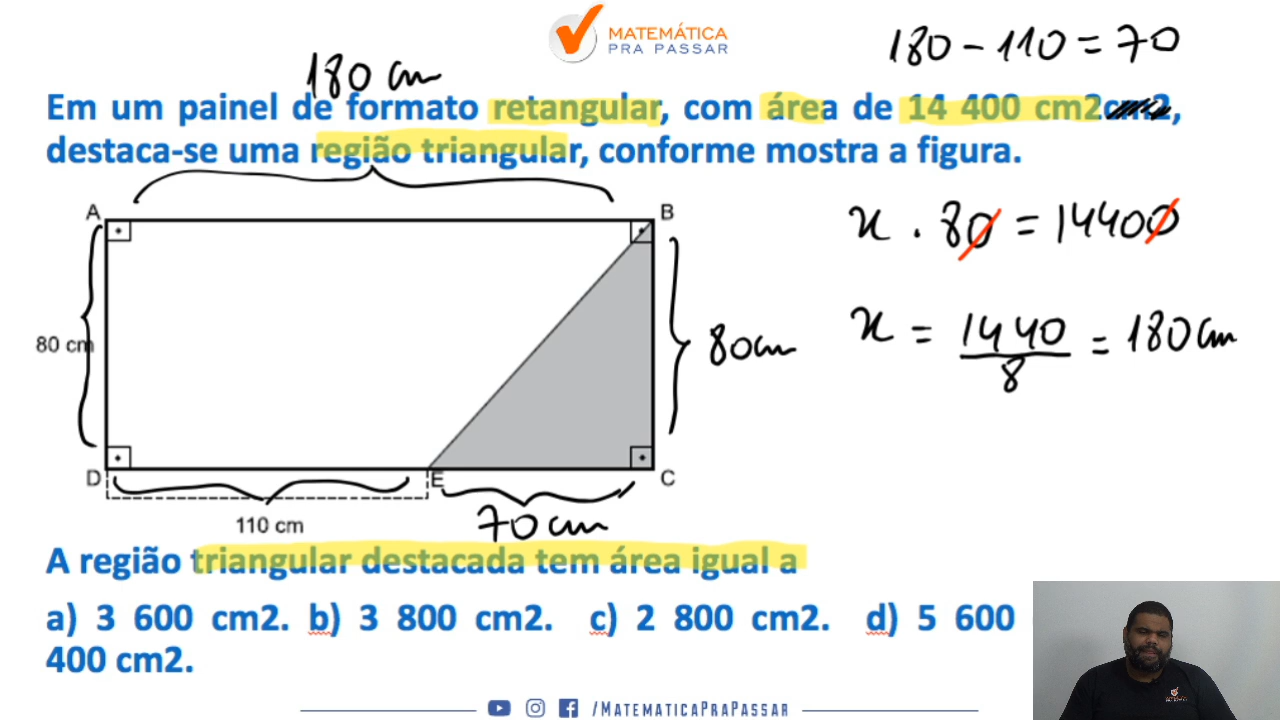 MATEMÁTICA
PRA PASSAR
180 - 110 = 70
180 cm
Em um painel de formato retangular, com área de 14 400 cm2cm2,
destaca-se uma região triangular, conforme mostra a figura.
x . 80 = 14400
A
B
80 cm
80cm
x = 1440/8 = 180cm
D
E
C
110 cm
70 cm
A região triangular destacada tem área igual a
a) 3 600 cm2. b) 3 800 cm2. c) 2 800 cm2. d) 5 600
400 cm2.
/MATEMATICAPRAPASSAR